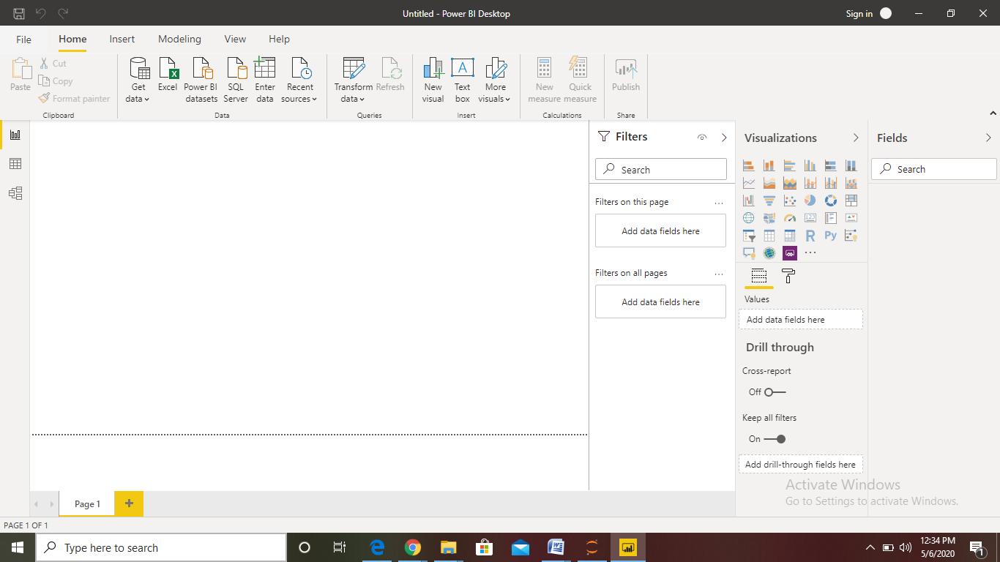 Untitled - Power BI Desktop
Sign in
File Home Insert Modeling View Help
Paste
Cut
Copy
Format painter
Clipboard
Get data
Excel
Power BI datasets
SQL Server
Enter data
Recent sources
Data
Transform data
Refresh
Queries
New visual
Text box
A
More visuals
Insert
New measure
Quick measure
Calculations
Publish
Share
Filters
Search
Filters on this page
...
Add data fields here
Filters on all pages
...
Add data fields here
Visualizations
123
R
Py
...
Values
Add data fields here
Drill through
Cross-report
Off
Keep all filters
On
Add drill-through fields here
Fields
Search
Activate Windows
Go to Settings to activate Windows.
Page 1
+
PAGE 1 OF 1
Type here to search
12:34 PM
5/6/2020
1